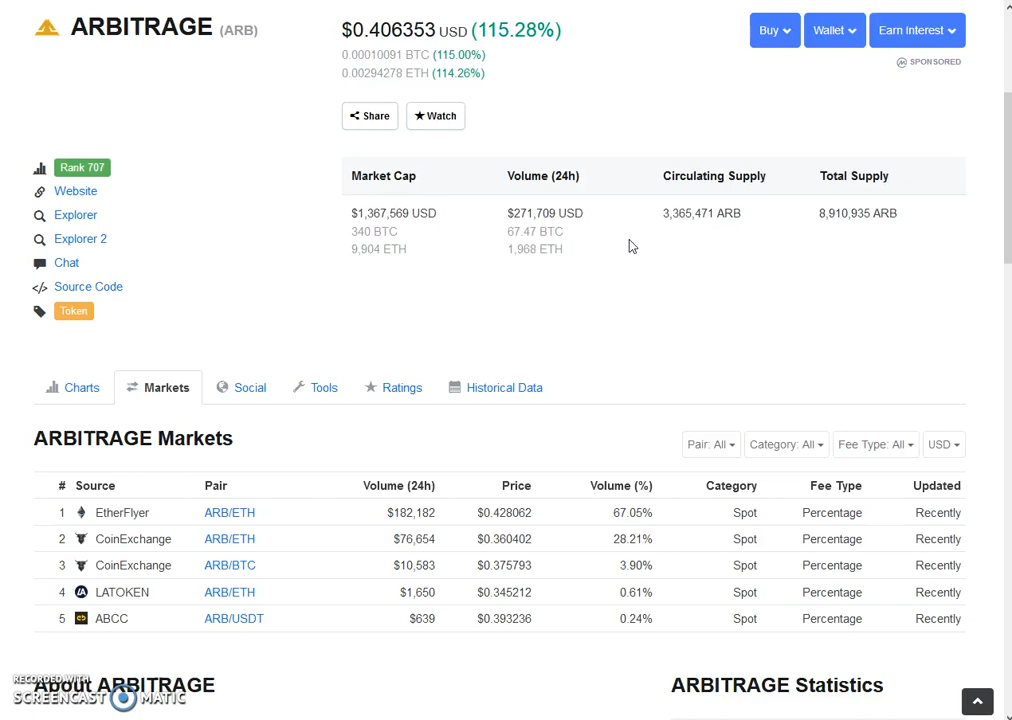 ARBITRAGE (ARB)
$0.406353 USD (115.28%)
0.00010091 BTC (115.00%)
0.00294278 ETH (114.26%)
Buy Wallet Earn Interest
SPONSORED
Share Watch
Rank 707
Website
Explorer
Explorer 2
Chat
Source Code
Token
Market Cap Volume (24h) Circulating Supply Total Supply
$1,367,569 USD $271,709 USD 3,365,471 ARB 8,910,935 ARB
340 BTC 67.47 BTC
9,904 ETH 1,968 ETH
Charts Markets Social Tools Ratings Historical Data
ARBITRAGE Markets
Pair: All Category: All Fee Type: All USD
# Source Pair Volume (24h) Price Volume (%) Category Fee Type Updated
1 EtherFlyer ARB/ETH $182,182 $0.428062 67.05% Spot Percentage Recently
2 CoinExchange ARB/ETH $76,654 $0.360402 28.21% Spot Percentage Recently
3 CoinExchange ARB/BTC $10,583 $0.375793 3.90% Spot Percentage Recently
4 LATOKEN ARB/ETH $1,650 $0.345212 0.61% Spot Percentage Recently
5 ABCC ARB/USDT $639 $0.393236 0.24% Spot Percentage Recently
About ARBITRAGE ARBITRAGE Statistics
RECORDED WITH
SCREENCAST MATIC